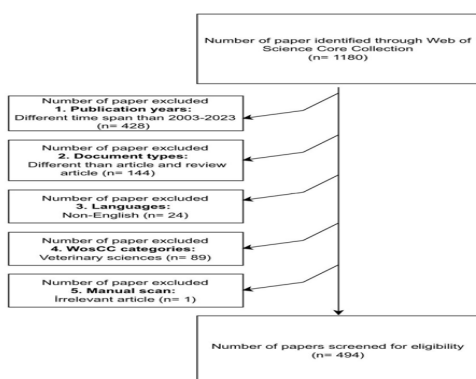 Number of paper identified through Web of
Science Core Collection
(n= 1180)
Number of paper excluded
1. Publication years:
Different time span than 2003-2023
(n= 428)
Number of paper excluded
2. Document types:
Different than article and review
article (n= 144)
Number of paper excluded
3. Languages:
Non-English (n= 24)
Number of paper excluded
4. WosCC categories:
Veterinary sciences (n= 89)
Number of paper excluded
5. Manual scan:
Irrelevant article (n= 1)
Number of papers screened for eligibility
(n= 494)